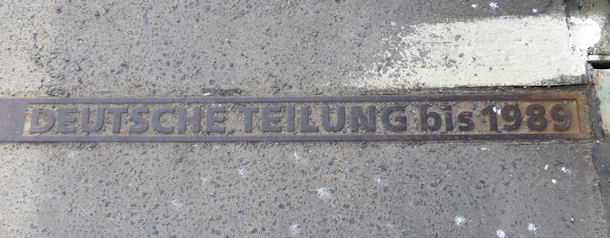 DEUTSCHE TEILUNG bis 1989